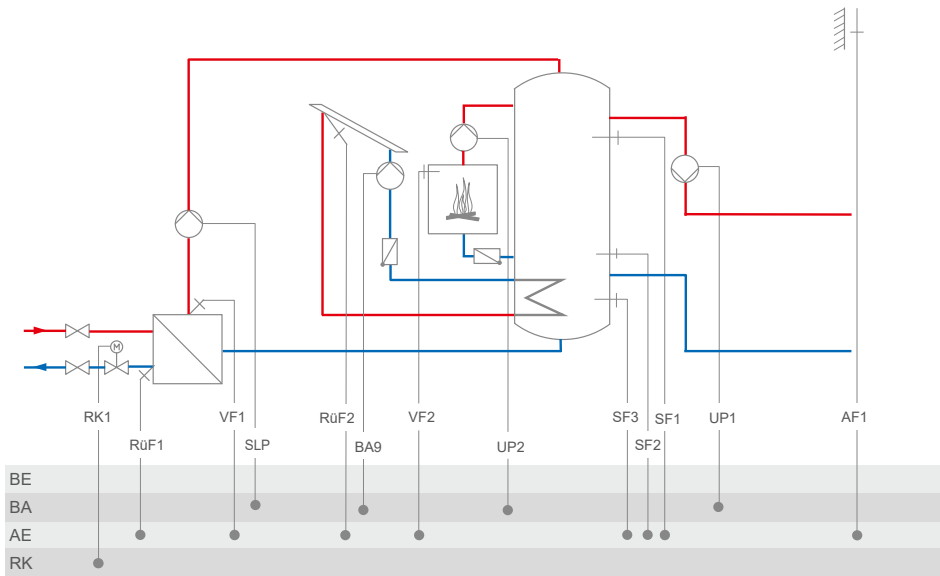 M
RK1
VF1
RüF2
VF2
SF3
SF1
UP1
AF1
RüF1
SLP
BA9
UP2
SF2
BE
BA
AE
RK